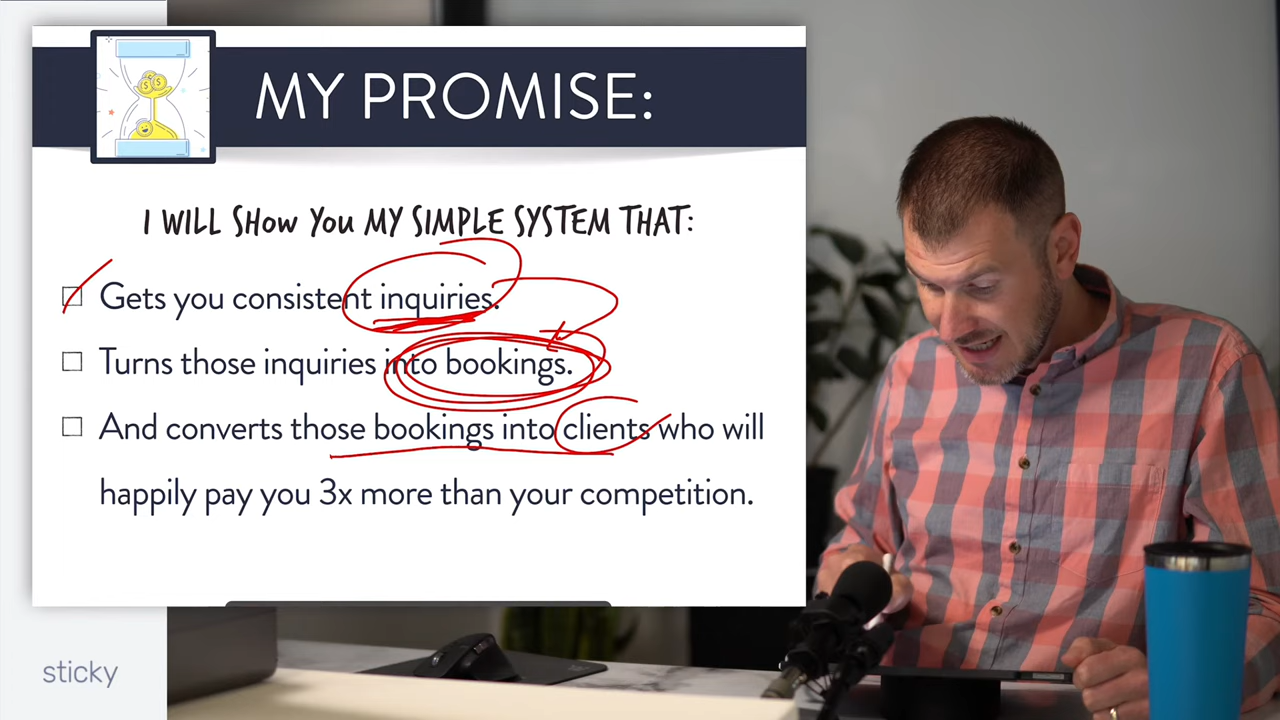 MY PROMISE:
I WILL SHow You MY SIMPLE SYSTEM THAT:
Gets you consistent inquiries.
Turns those inquiries into bookings.
And converts those bookings into clients who will
happily pay you 3x more than your competition.
sticky